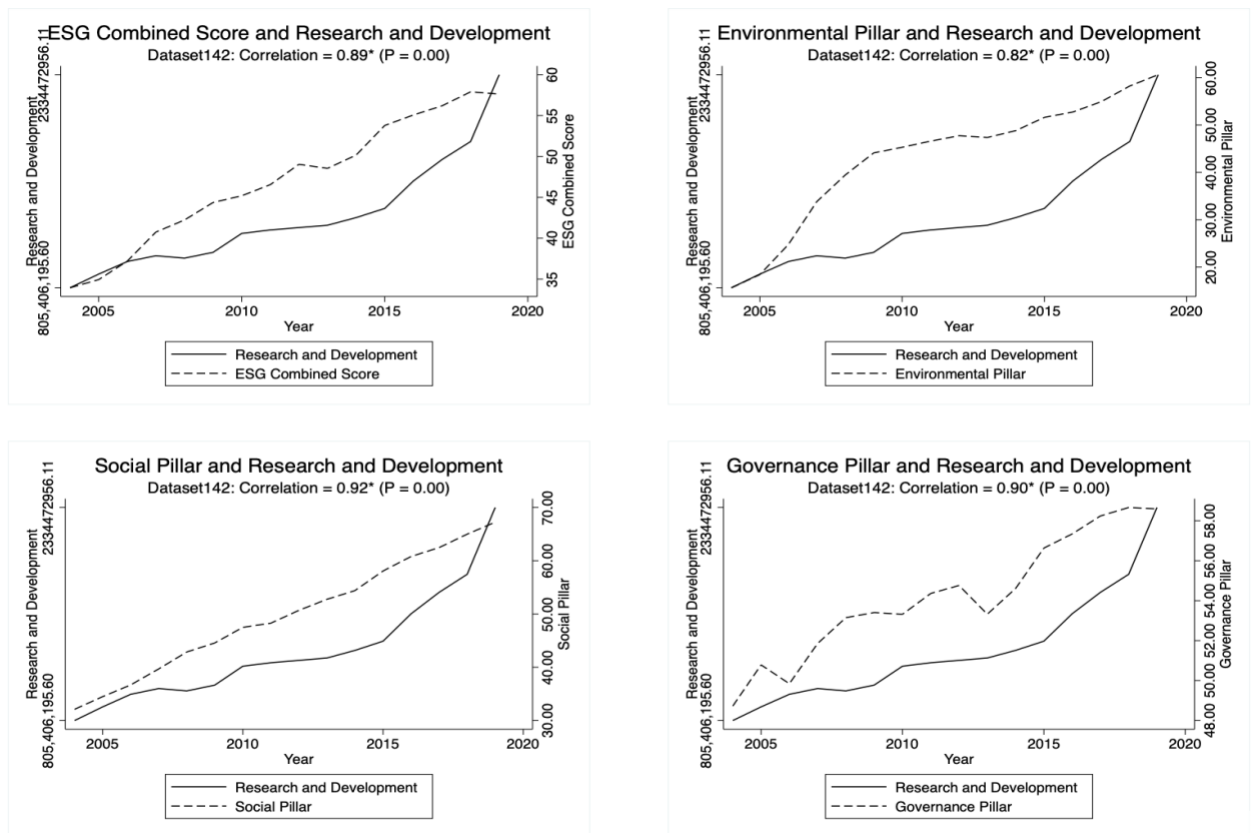 ESG Combined Score and Research and Development
Dataset142: Correlation = 0.89* (P = 0.00)
Research and Development
805,406,195.60
2334472956.11
35
40
45
50
55
60
ESG Combined Score
2005
2010
2015
2020
Year
Research and Development
ESG Combined Score
Environmental Pillar and Research and Development
Dataset142: Correlation = 0.82* (P = 0.00)
Research and Development
805,406,195.60
2334472956.11
20.00
30.00
40.00
50.00
60.00
Environmental Pillar
2005
2010
2015
2020
Year
Research and Development
Environmental Pillar
Social Pillar and Research and Development
Dataset142: Correlation = 0.92* (P = 0.00)
Research and Development
805,406,195.60
2334472956.11
30.00
40.00
50.00
60.00
70.00
Social Pillar
2005
2010
2015
2020
Year
Research and Development
Social Pillar
Governance Pillar and Research and Development
Dataset142: Correlation = 0.90* (P = 0.00)
Research and Development
805,406,195.60
2334472956.11
48.00
50.00
52.00
54.00
56.00
58.00
Governance Pillar
2005
2010
2015
2020
Year
Research and Development
Governance Pillar